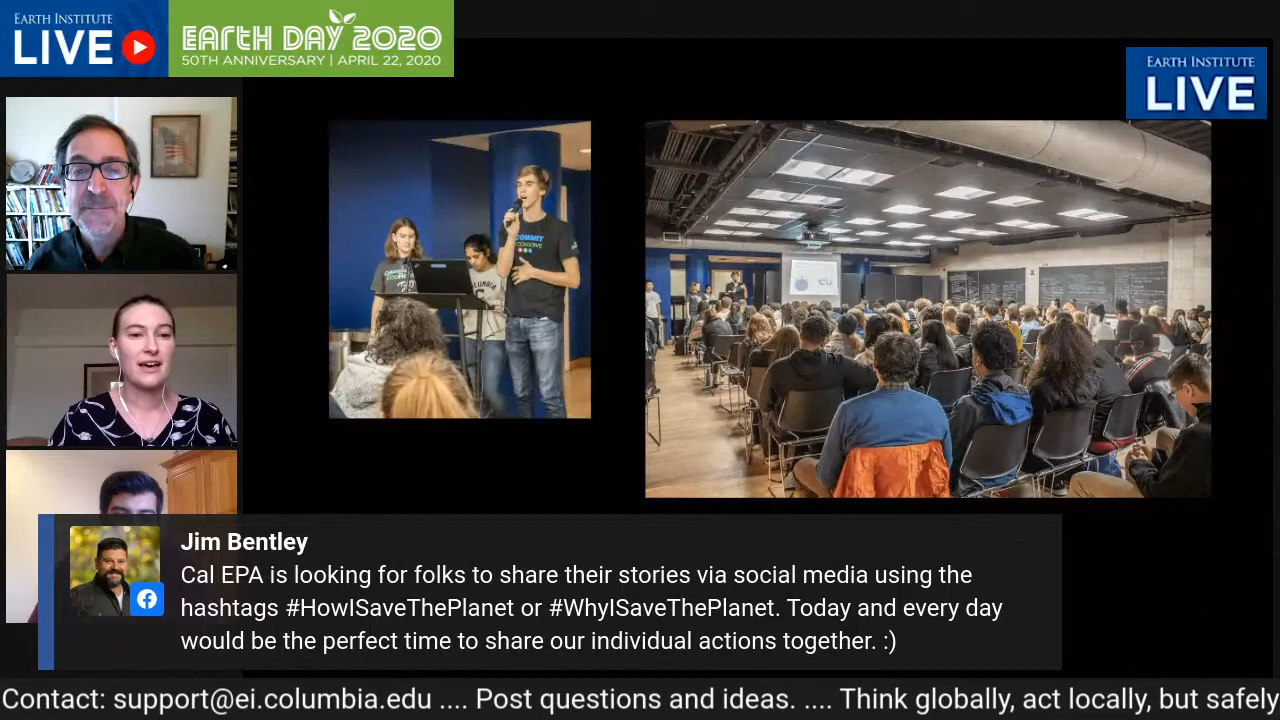 EARTH INSTITUTE
LIVE
EARTH DAY 2020
50TH ANNIVERSARY | APRIL 22, 2020
EARTH INSTITUTE
LIVE
COMMIT
Jim Bentley
Cal EPA is looking for folks to share their stories via social media using the
hashtags #HowISaveThePlanet or #WhyISaveThePlanet. Today and every day
would be the perfect time to share our individual actions together. :)
Contact: support@ei.columbia.edu .... Post questions and ideas. .... Think globally, act locally, but safely